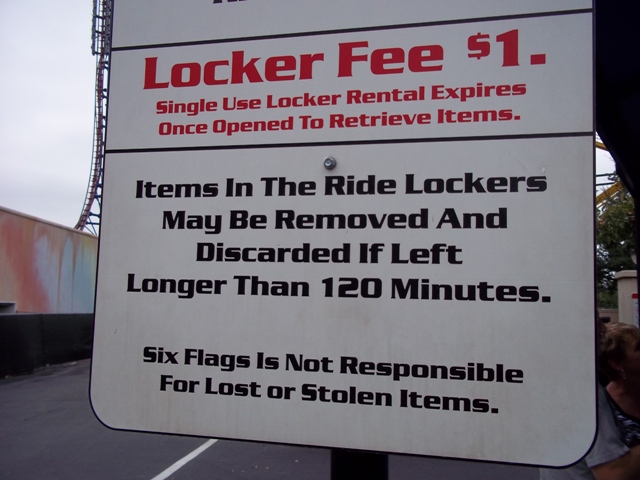 Locker Fee $1.
Single Use Locker Rental Expires
Once Opened To Retrieve Items.
Items In The Ride Lockers
May Be Removed And
Discarded If Left
Longer Than 120 Minutes.
Six Flags Is Not Responsible
For Lost or Stolen Items.